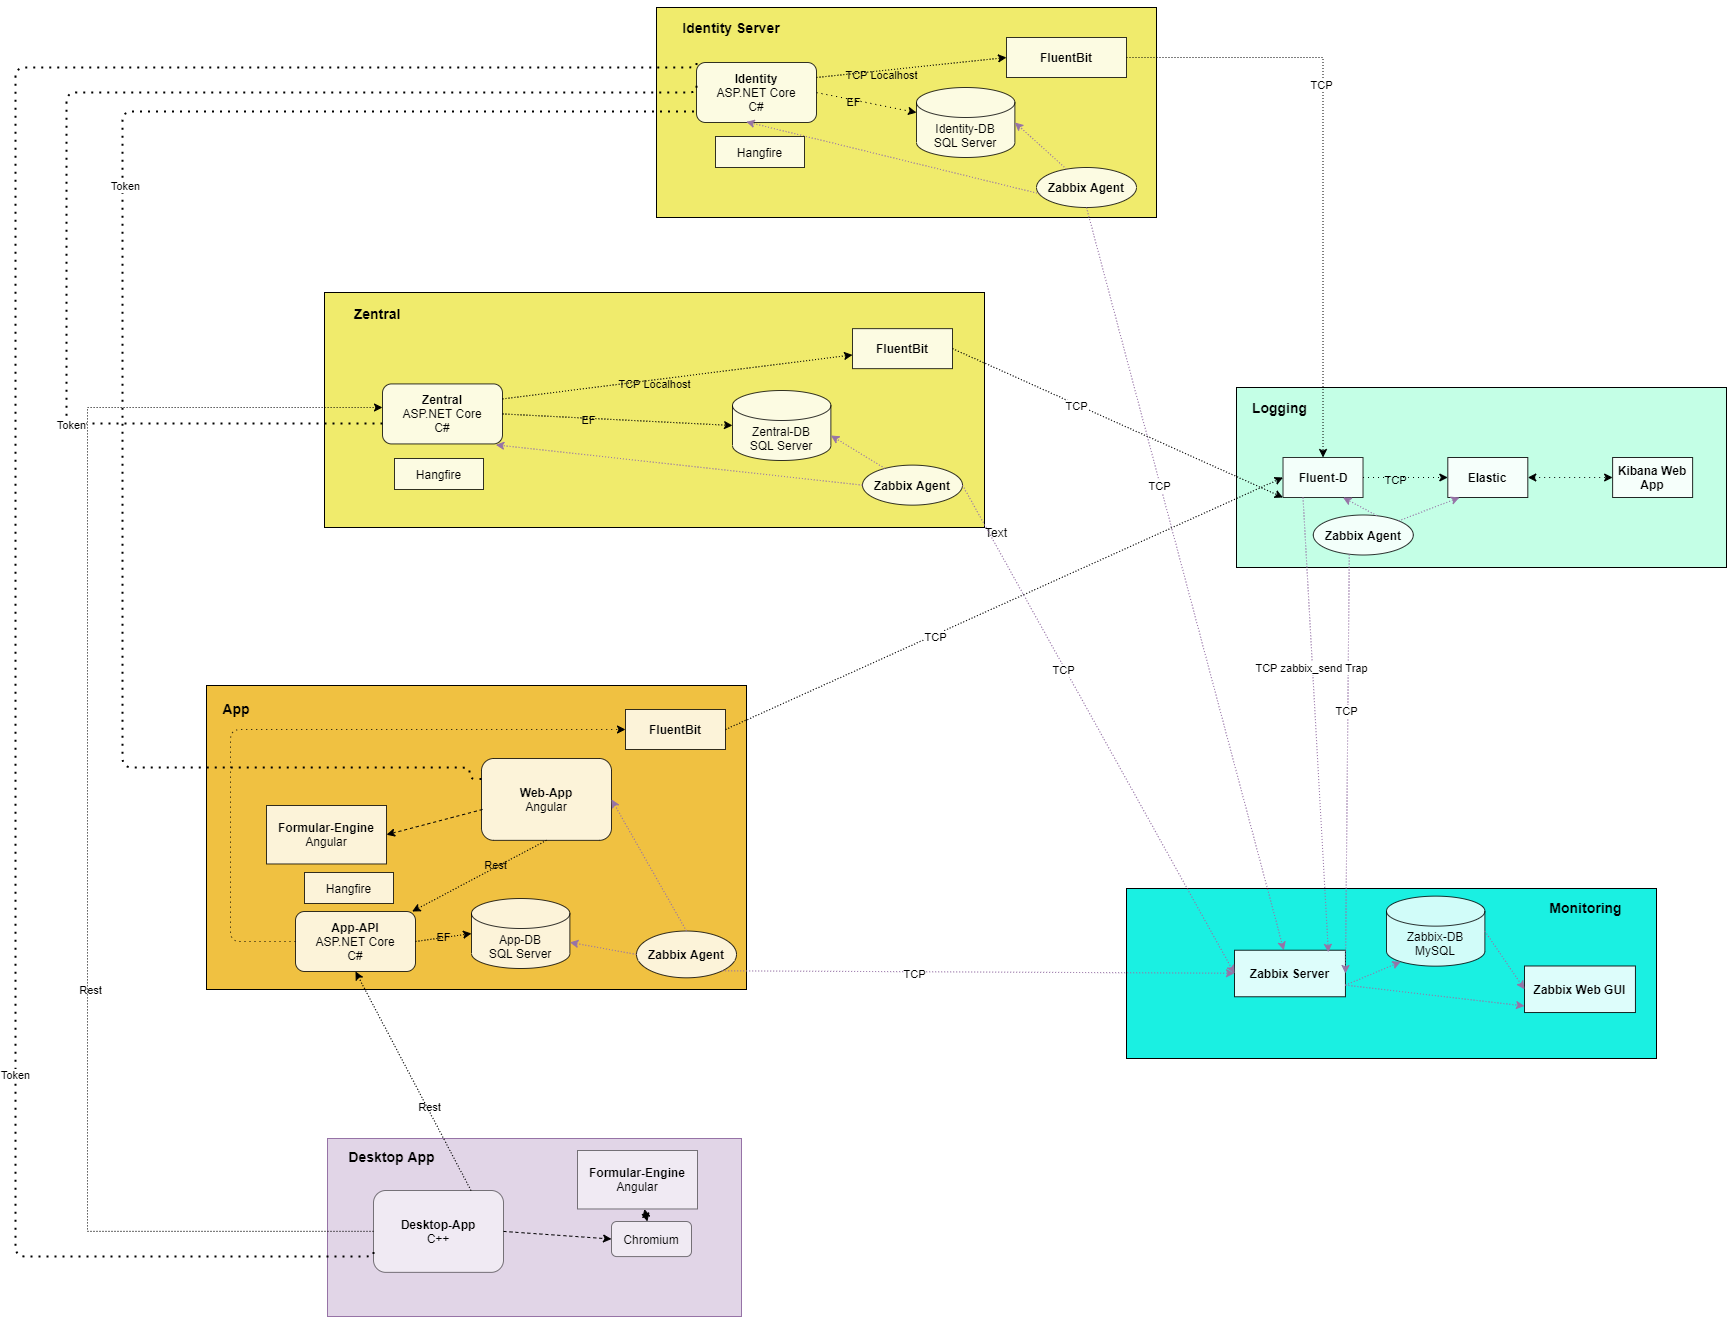 Identity Server
Identity
ASP.NET Core
C#
TCP Localhost
EF
FluentBit
Identity-DB
SQL Server
Hangfire
Zabbix Agent
TCP
Token
Zentral
Zentral
ASP.NET Core
C#
TCP Localhost
EF
FluentBit
Zentral-DB
SQL Server
Hangfire
Zabbix Agent
Text
Token
TCP
TCP
TCP
TCP
Logging
Fluent-D
TCP
Elastic
Kibana Web
App
Zabbix Agent
TCP zabbix_send Trap
TCP
App
FluentBit
Web-App
Angular
Formular-Engine
Angular
Rest
Hangfire
App-API
ASP.NET Core
C#
EF
App-DB
SQL Server
Zabbix Agent
TCP
Monitoring
Zabbix Server
Zabbix-DB
MySQL
Zabbix Web GUI
Rest
Token
Rest
Desktop App
Desktop-App
C++
Formular-Engine
Angular
Chromium